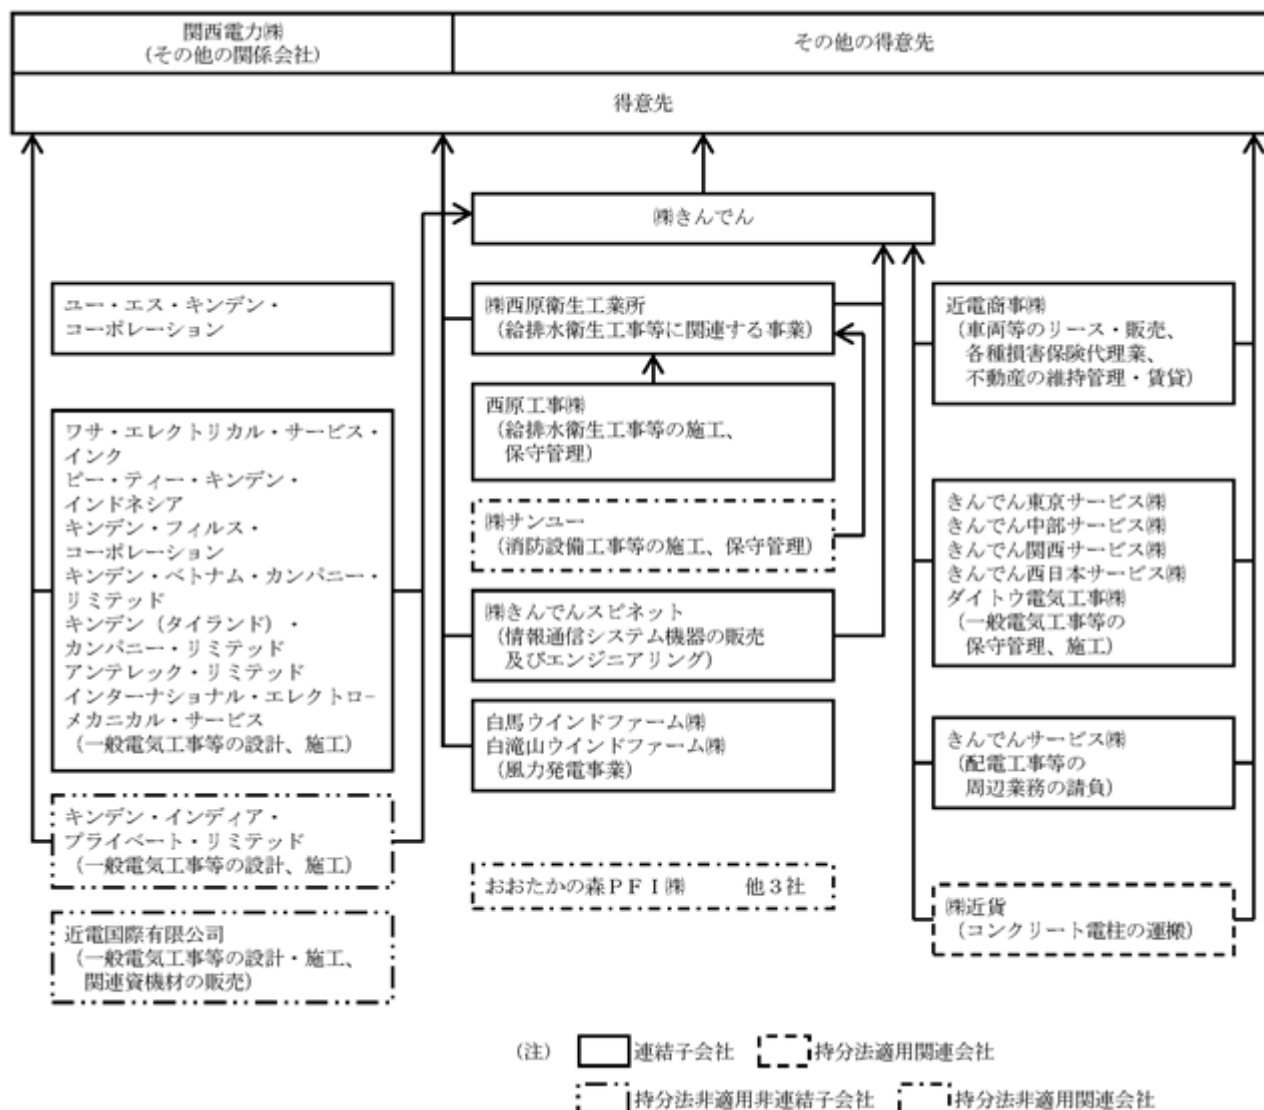 関西電力㈱
(その他の関係会社)
その他の得意先
得意先
㈱きんでん
ユー・エス・キンデン・
コーポレーション
ワサ・エレクトリカル・サービス・
インク
ピー・ティー・キンデン・
インドネシア
キンデン・フィルス・
コーポレーション
キンデン・ベトナム・カンパニー・
リミテッド
キンデン（タイランド）・
カンパニー・リミテッド
アンテレック・リミテッド
インターナショナル・エレクトロ−
メカニカル・サービス
（一般電気工事等の設計、施工）
キンデン・インディア・
プライベート・リミテッド
（一般電気工事等の設計、施工）
近電国際有限公司
（一般電気工事等の設計・施工、
関連資機材の販売）
㈱西原衛生工業所
（給排水衛生工事等に関連する事業）
西原工事㈱
（給排水衛生工事等の施工、
保守管理）
㈱サンユー
（消防設備工事等の施工、保守管理）
㈱きんでんスピネット
（情報通信システム機器の販売
及びエンジニアリング）
白馬ウインドファーム㈱
白滝山ウインドファーム㈱
（風力発電事業）
おおたかの森ＰＦＩ㈱　　他３社
近電商事㈱
（車両等のリース・販売、
各種損害保険代理業、
不動産の維持管理・賃貸）
きんでん東京サービス㈱
きんでん中部サービス㈱
きんでん関西サービス㈱
きんでん西日本サービス㈱
ダイトウ電気工事㈱
（一般電気工事等の
保守管理、施工）
きんでんサービス㈱
（配電工事等の
周辺業務の請負）
㈱近貨
（コンクリート電柱の運搬）
(注)　連結子会社　持分法適用関連会社
持分法非適用非連結子会社　持分法非適用関連会社